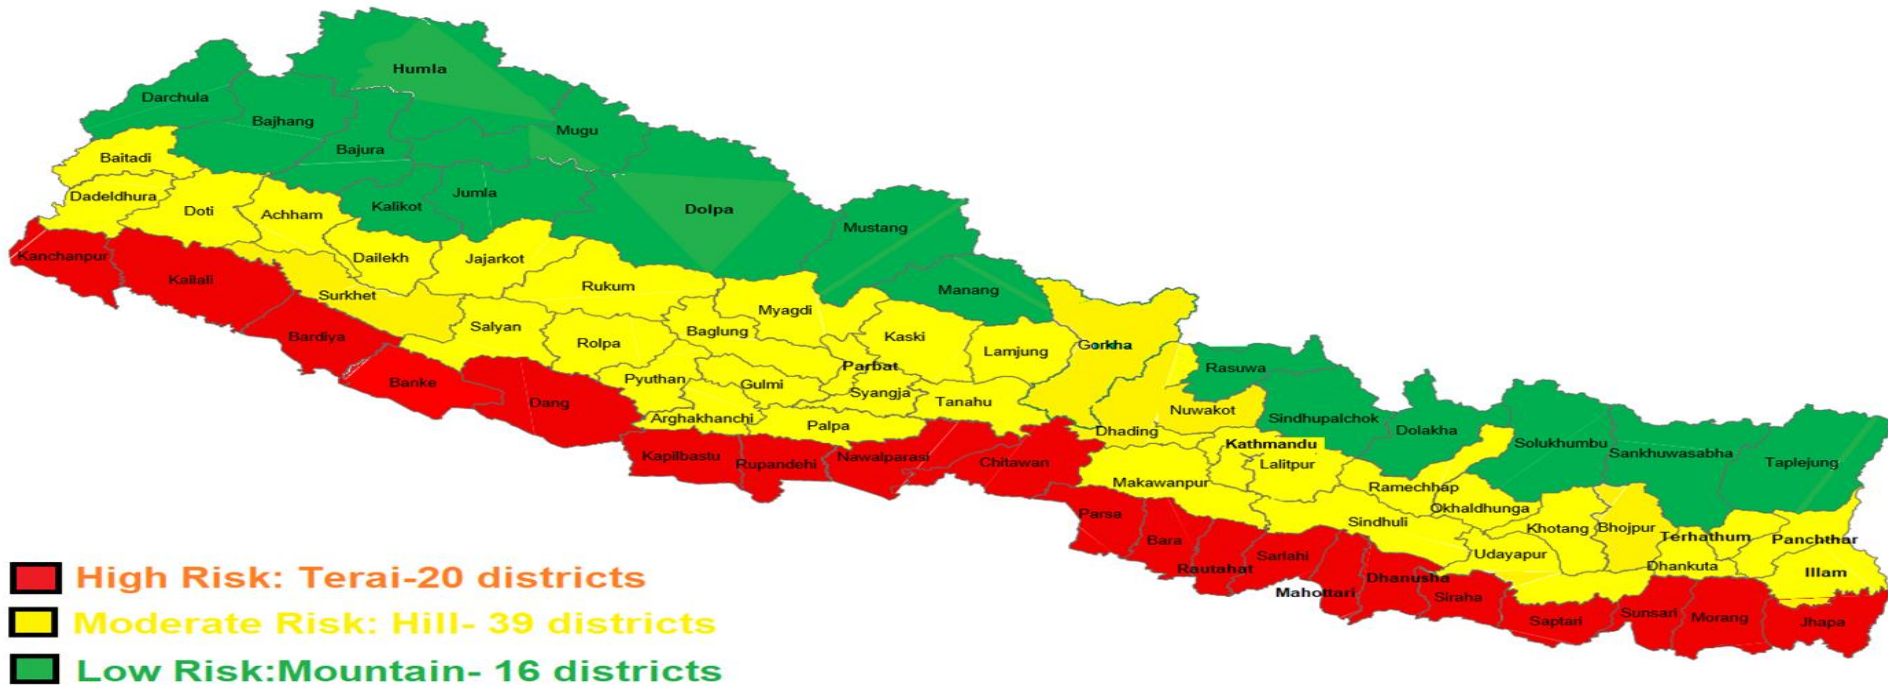 Humla
Darchula
Bajhang
Mugu
Bajura
Baitadi
Dadeldhura
Doti
Achham
Kalikot
Jumla
Dolpa
Mustang
Kanchanpur
Kailali
Dailekh
Jajarkot
Surkhet
Rukum
Manang
Bardiya
Salyan
Rolpa
Baglung
Myagdi
Kaski
Lamjung
Gorkha
Banke
Dang
Pyuthan
Gulmi
Parbat
Syangja
Tanahu
Rasuwa
Arghakhanchi
Palpa
Nuwakot
Sindhupalchok
Dolakha
Dhading
Kathmandu
Lalitpur
Solukhumbu
Sankhuwasabha
Taplejung
Kapilbastu
Rupandehi
Nawalparasi
Chitawan
Makawanpur
Ramechhap
Okhaldhunga
Parsa
Sindhuli
Khotang
Bhojpur
Terhathum
Panchthar
Bara
Rautahat
Sarlahi
Udayapur
Dhankuta
Illam
Mahottari
Dhanusha
Siraha
Saptari
Sunsari
Morang
Jhapa
High Risk: Terai-20 districts
Moderate Risk: Hill- 39 districts
Low Risk:Mountain- 16 districts